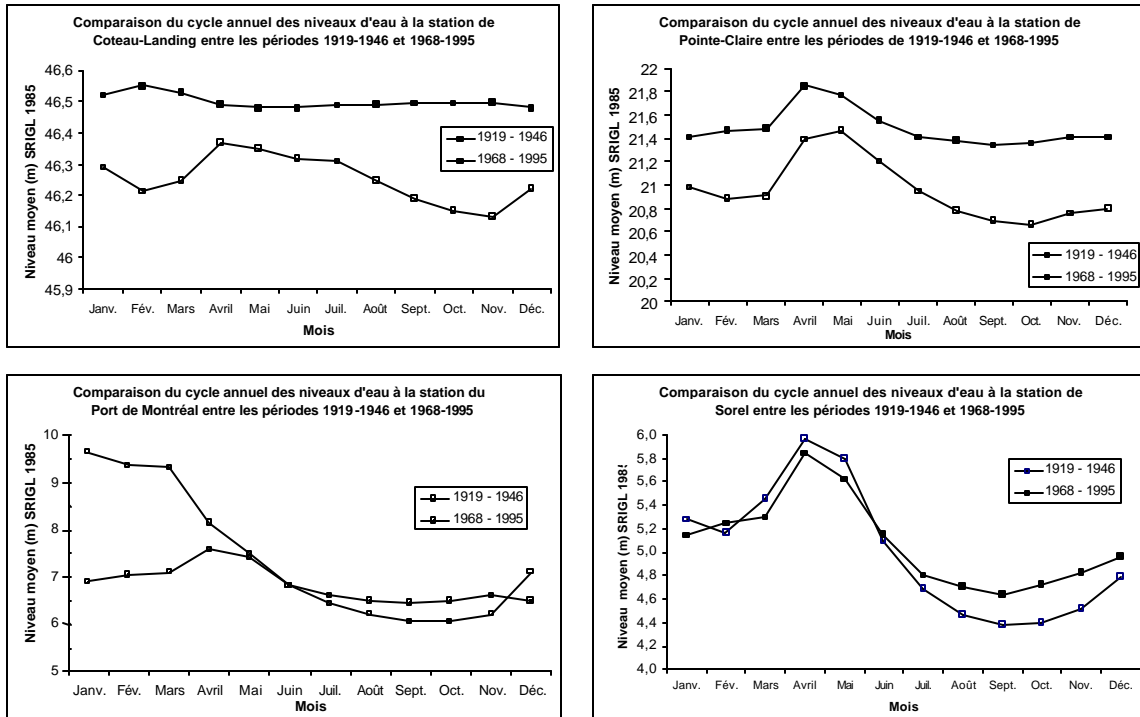 Comparaison du cycle annuel des niveaux d'eau à la station de
Coteau-Landing entre les périodes 1919-1946 et 1968-1995
Niveau moyen (m) SRIGL 1985
46,6
46,5
46,4
46,3
46,2
46,1
46
45,9
1919 - 1946
1968 - 1995
Janv. Fév. Mars Avril Mai Juin Juil. Août Sept. Oct. Nov. Déc.
Mois
Comparaison du cycle annuel des niveaux d'eau à la station de
Pointe-Claire entre les périodes de 1919-1946 et 1968-1995
Niveau moyen (m) SRIGL 1985
22
21,8
21,6
21,4
21,2
21
20,8
20,6
20,4
20,2
20
1919 - 1946
1968 - 1995
Janv. Fév. Mars Avril Mai Juin Juil. Août Sept. Oct. Nov. Déc.
Mois
Comparaison du cycle annuel des niveaux d'eau à la station du
Port de Montréal entre les périodes 1919-1946 et 1968-1995
Niveau moyen (m) SRIGL 1985
10
9
8
7
6
5
1919 - 1946
1968 - 1995
Janv. Fév. Mars Avril Mai Juin Juil. Août Sept. Oct. Nov. Déc.
Mois
Comparaison du cycle annuel des niveaux d'eau à la station de
Sorel entre les périodes 1919-1946 et 1968-1995
Niveau moyen (m) SRIGL 1985
6,0
5,8
5,6
5,4
5,2
5,0
4,8
4,6
4,4
4,2
4,0
1919 - 1946
1968 - 1995
Janv. Fév. Mars Avril Mai Juin Juil. Août Sept. Oct. Nov. Déc.
Mois